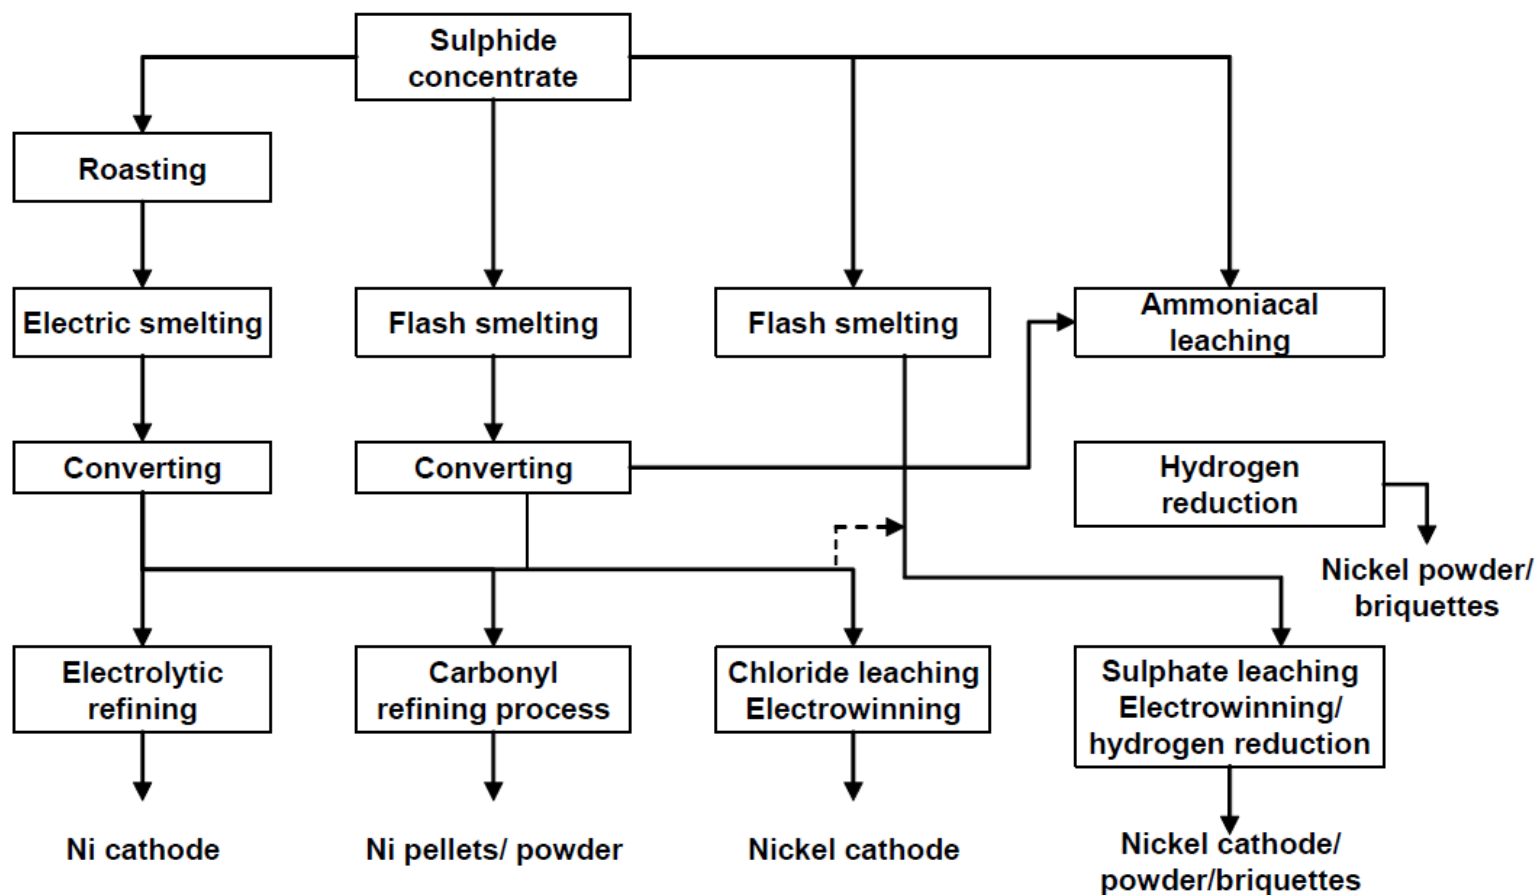 Sulphide
concentrate
Roasting
Electric smelting
Flash smelting
Flash smelting
Ammoniacal
leaching
Converting
Converting
Hydrogen
reduction
Nickel powder/
briquettes
Electrolytic
refining
Carbonyl
refining process
Chloride leaching
Electrowinning
Sulphate leaching
Electrowinning/
hydrogen reduction
Ni cathode
Ni pellets/ powder
Nickel cathode
Nickel cathode/
powder/briquettes